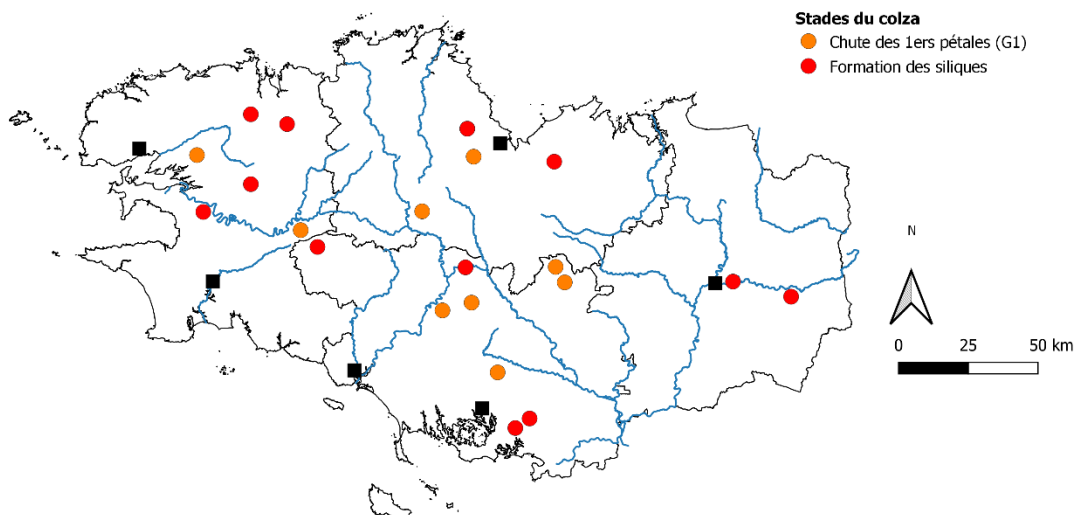 Stades du colza
Chute des 1ers pétales (G1)
Formation des siliques
N
0 25 50 km